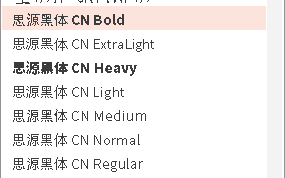 思源黑体 CN Bold
思源黑体 CN ExtraLight
思源黑体 CN Heavy
思源黑体 CN Light
思源黑体 CN Medium
思源黑体 CN Normal
思源黑体 CN Regular